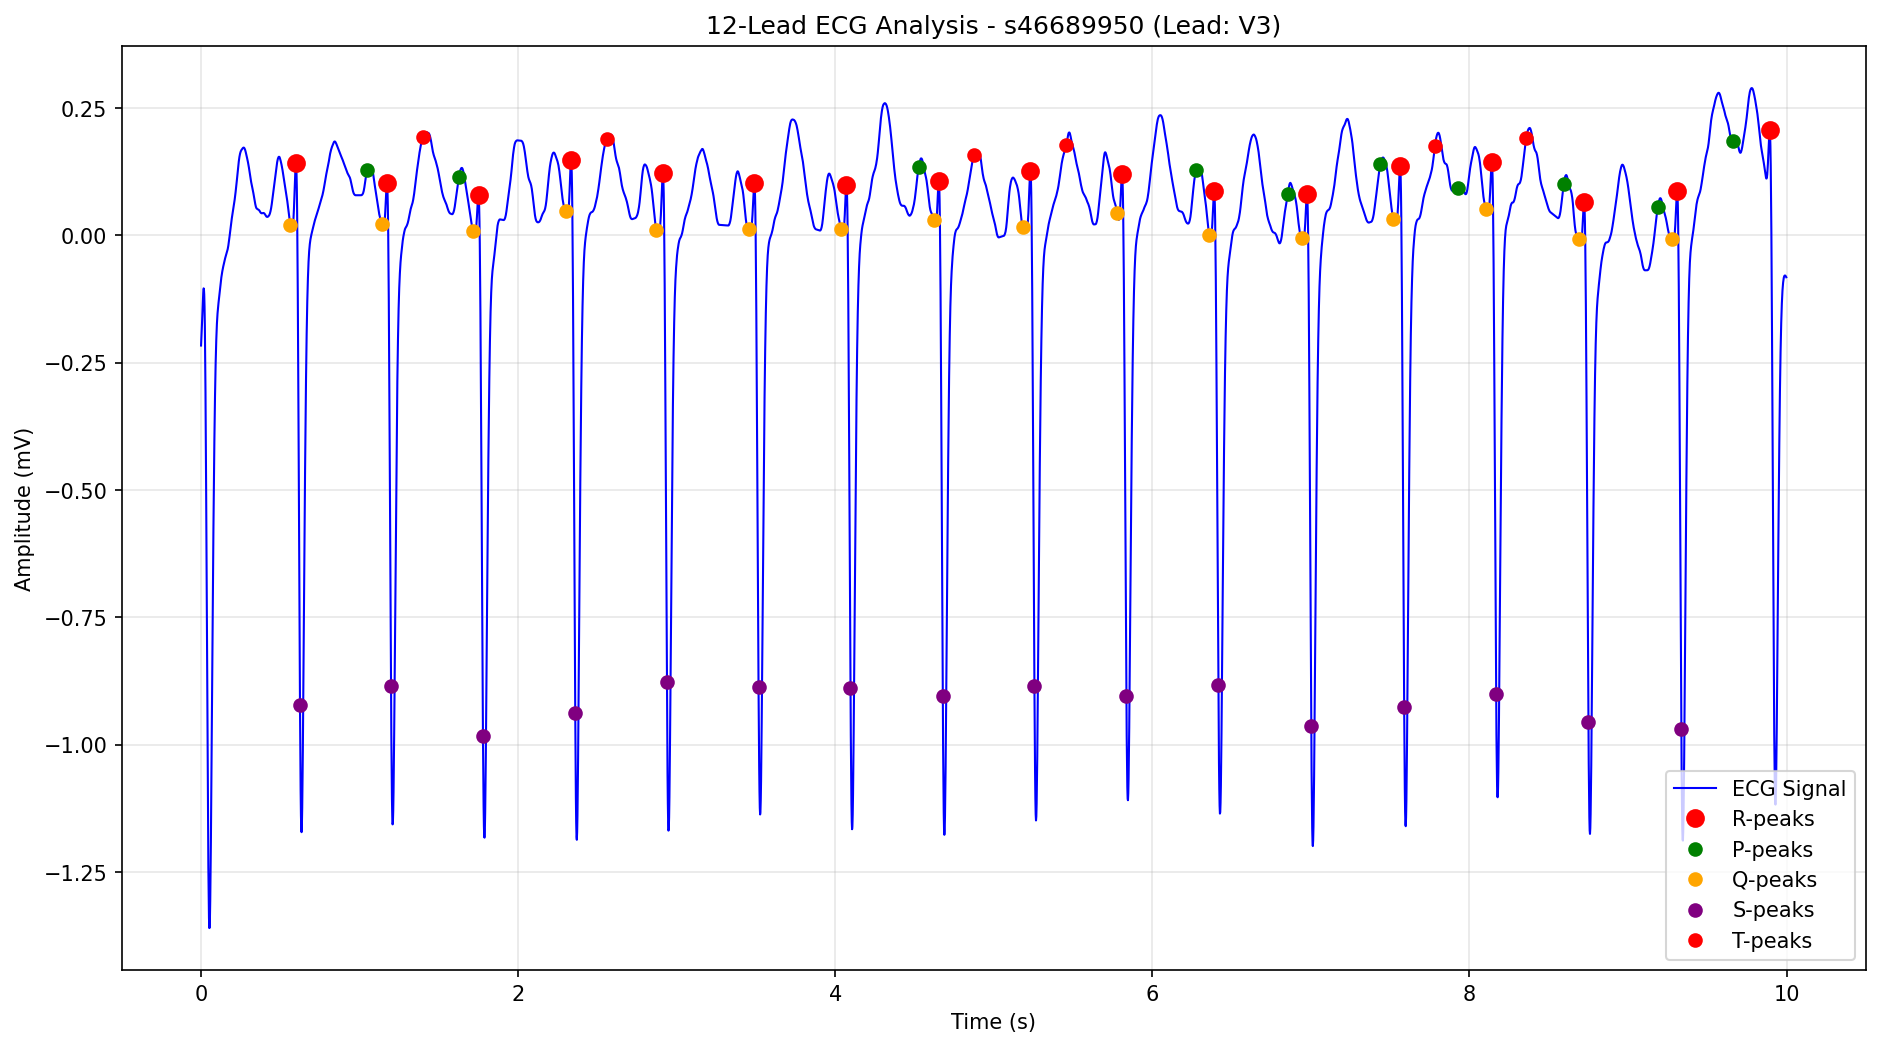 12-Lead ECG Analysis - s46689950 (Lead: V3)
Amplitude (mV)
0.25
0.00
−0.25
−0.50
−0.75
−1.00
−1.25
ECG Signal
R-peaks
P-peaks
Q-peaks
S-peaks
T-peaks
0 2 4 6 8 10
Time (s)